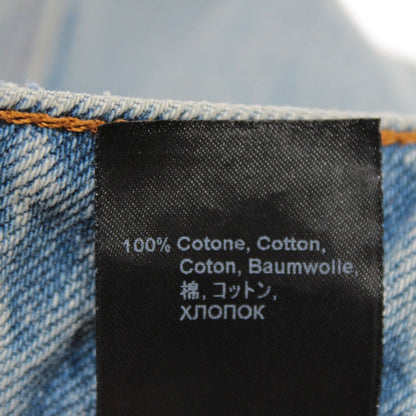 100% Cotone, Cotton,
Coton, Baumwolle,
棉, コットン,
ХЛОПОК